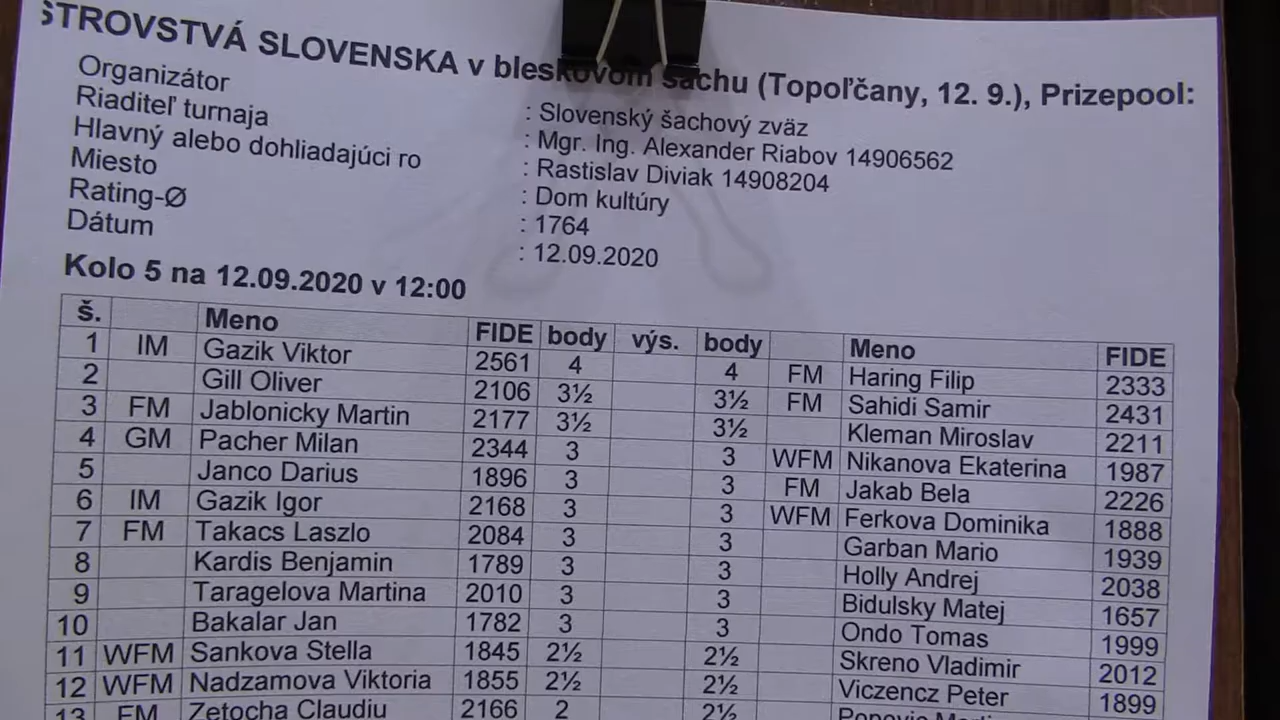 STROVSTVÁ SLOVENSKA v bleskovom šachu (Topoľčany, 12. 9.), Prizepool:
Organizátor : Slovenský šachový zväz
Riaditeľ turnaja : Mgr. Ing. Alexander Riabov 14906562
Hlavný alebo dohliadajúci ro : Rastislav Diviak 14908204
Miesto : Dom kultúry
Rating-Ø : 1764
Dátum : 12.09.2020
Kolo 5 na 12.09.2020 v 12:00
š. Meno FIDE body výs. body Meno FIDE
1 IM Gazik Viktor 2561 4 4 FM Haring Filip 2333
2 Gill Oliver 2106 3½ 3½ FM Sahidi Samir 2431
3 FM Jablonicky Martin 2177 3½ 3½ Kleman Miroslav 2211
4 GM Pacher Milan 2344 3 3 WFM Nikanova Ekaterina 1987
5 Janco Darius 1896 3 3 FM Jakab Bela 2226
6 IM Gazik Igor 2168 3 3 WFM Ferkova Dominika 1888
7 FM Takacs Laszlo 2084 3 3 Garban Mario 1939
8 Kardis Benjamin 1789 3 3 Holly Andrej 2038
9 Taragelova Martina 2010 3 3 Bidulsky Matej 1657
10 Bakalar Jan 1782 3 3 Ondo Tomas 1999
11 WFM Sankova Stella 1845 2½ 2½ Skreno Vladimir 2012
12 WFM Nadzamova Viktoria 1855 2½ 2½ Viczencz Peter 1899
13 FM Zetocha Claudiu 2166 2 2½